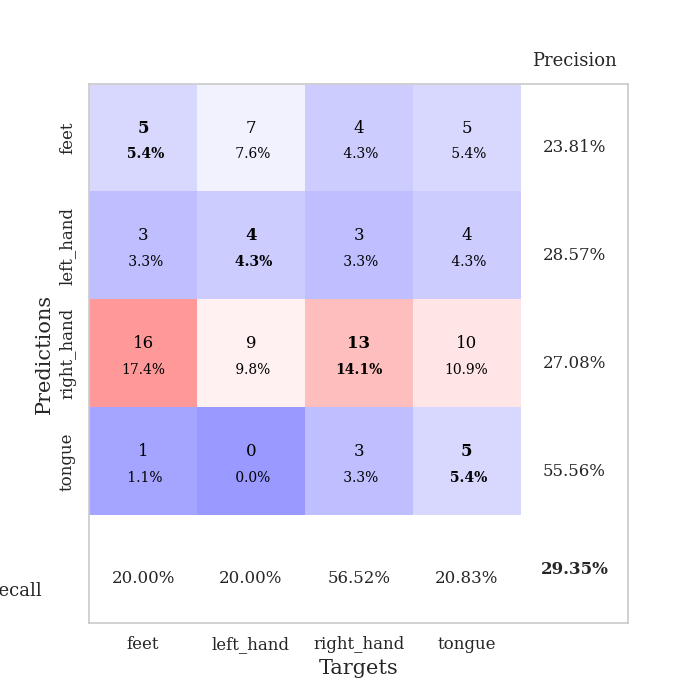 Precision
feet
5 7 4 5
5.4% 7.6% 4.3% 5.4%
23.81%
left_hand
3 4 3 4
3.3% 4.3% 3.3% 4.3%
28.57%
Predictions
right_hand
16 9 13 10
17.4% 9.8% 14.1% 10.9%
27.08%
tongue
1 0 3 5
1.1% 0.0% 3.3% 5.4%
55.56%
ecall
20.00% 20.00% 56.52% 20.83%
29.35%
feet left_hand right_hand tongue
Targets